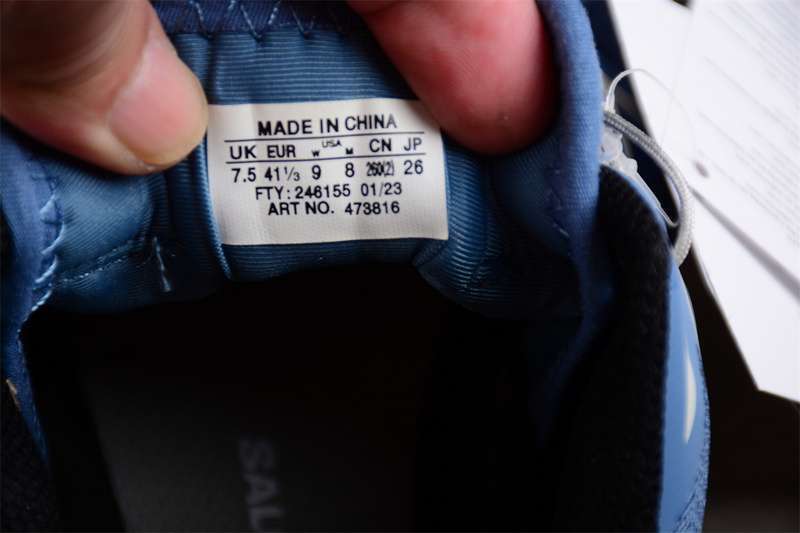 MADE IN CHINA
UK EUR W USA M CN JP
7.5 41⅓ 9 8 260(2) 26
FTY: 246155 01/23
ART NO. 473816
SAL